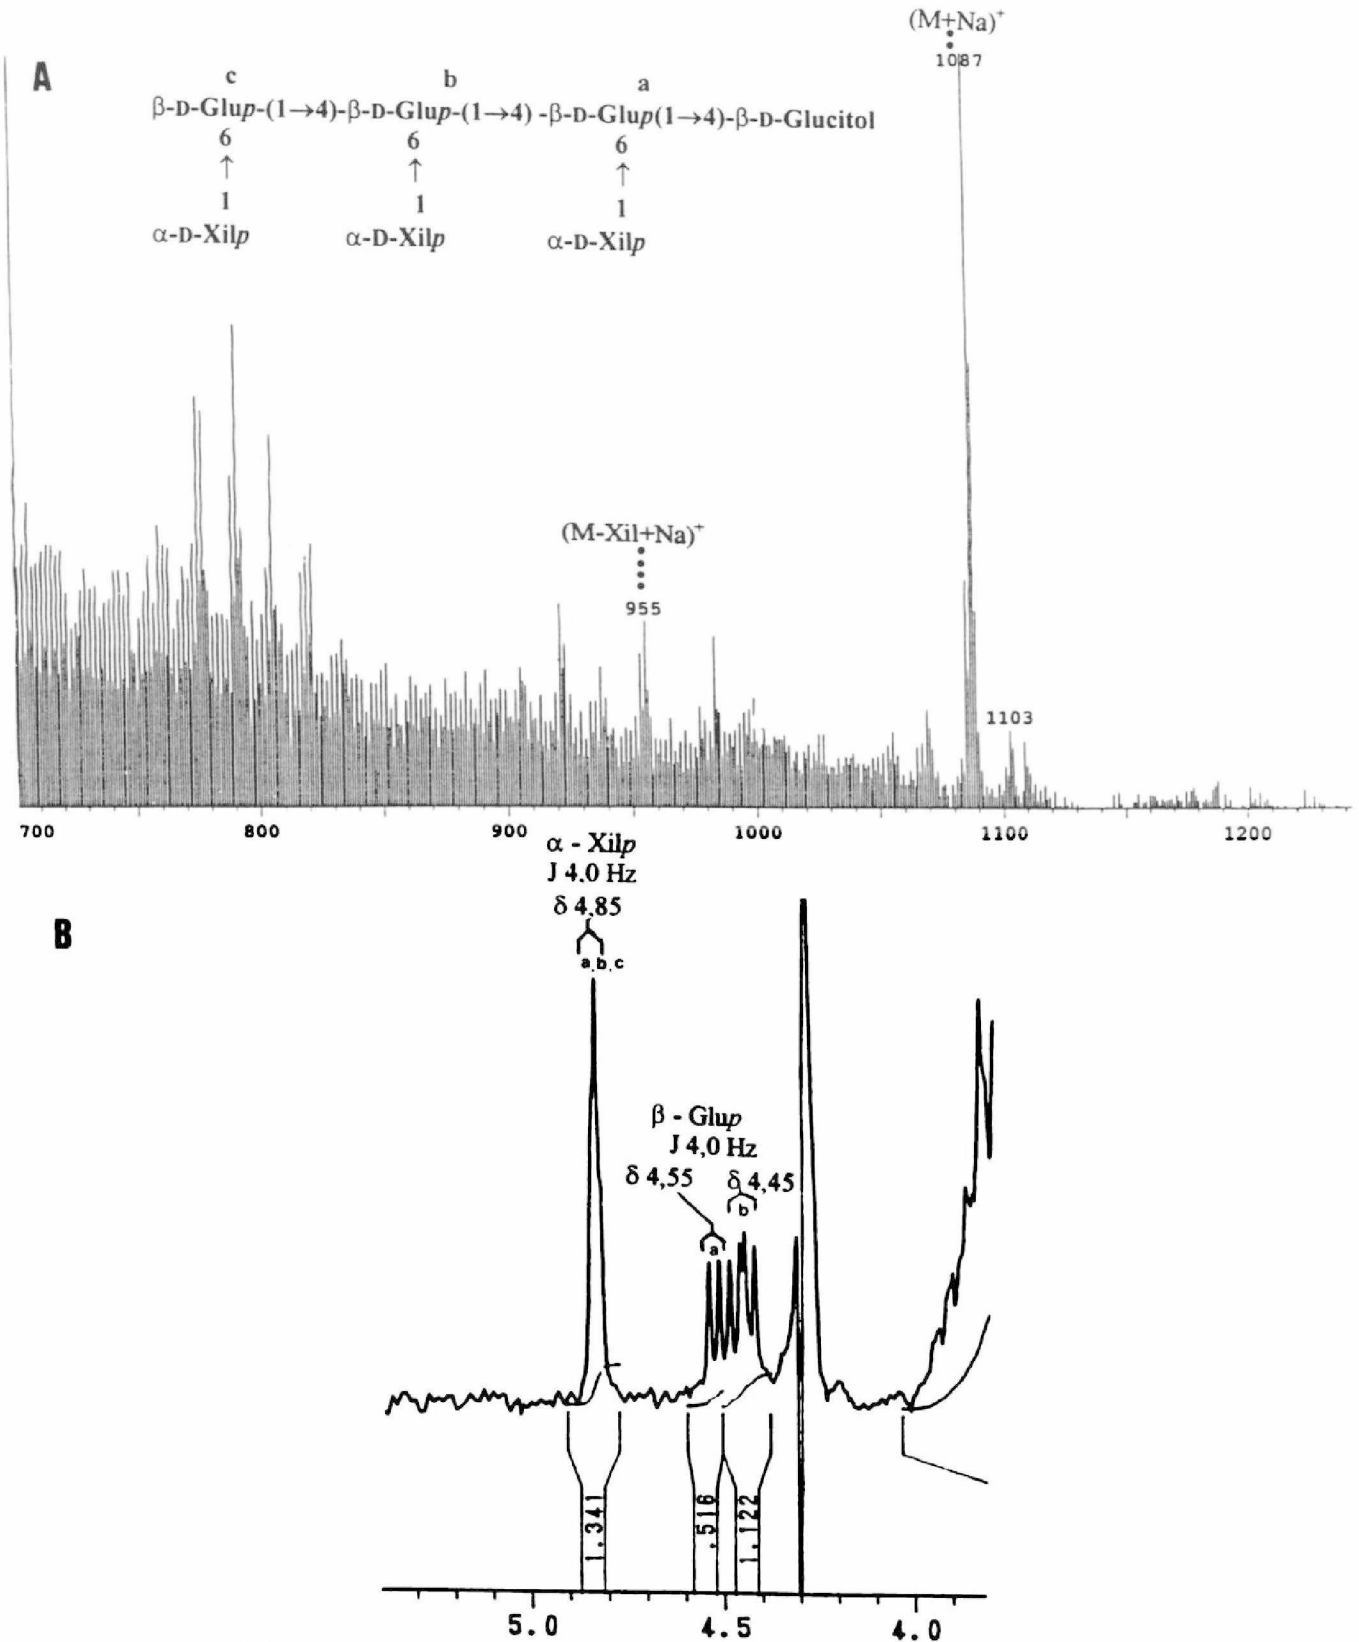 (M+Na)⁺
1087
A
c b a
β-D-Glup-(1→4)-β-D-Glup-(1→4) -β-D-Glup(1→4)-β-D-Glucitol
6 6 6
↑ ↑ ↑
1 1 1
α-D-Xilp α-D-Xilp α-D-Xilp
(M-Xil+Na)⁺
955
1103
700 800 900 1000 1100 1200
α - Xilp
J 4.0 Hz
δ 4,85
B
a,b,c
β - Glup
J 4,0 Hz
δ 4,55 δ 4,45
b
a
1.341 .516 1.122
5.0 4.5 4.0